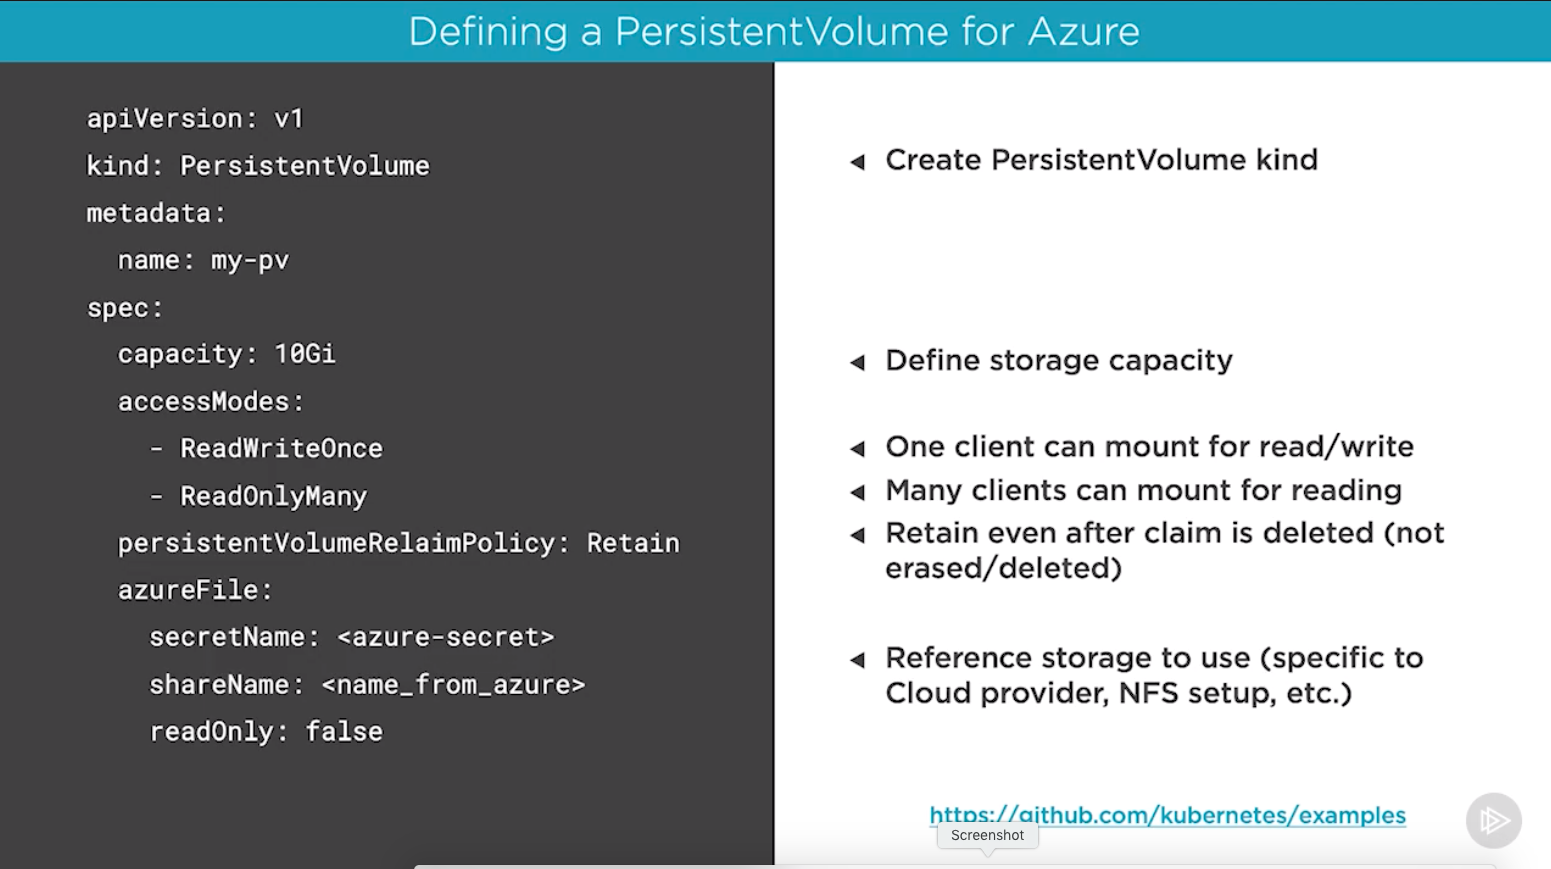 Defining a PersistentVolume for Azure
apiVersion: v1
kind: PersistentVolume
metadata:
  name: my-pv
spec:
  capacity: 10Gi
  accessModes:
    - ReadWriteOnce
    - ReadOnlyMany
  persistentVolumeRelaimPolicy: Retain
  azureFile:
    secretName: <azure-secret>
    shareName: <name_from_azure>
    readOnly: false
◀ Create PersistentVolume kind
◀ Define storage capacity
◀ One client can mount for read/write
◀ Many clients can mount for reading
◀ Retain even after claim is deleted (not
erased/deleted)
◀ Reference storage to use (specific to
Cloud provider, NFS setup, etc.)
https://github.com/kubernetes/examples
Screenshot